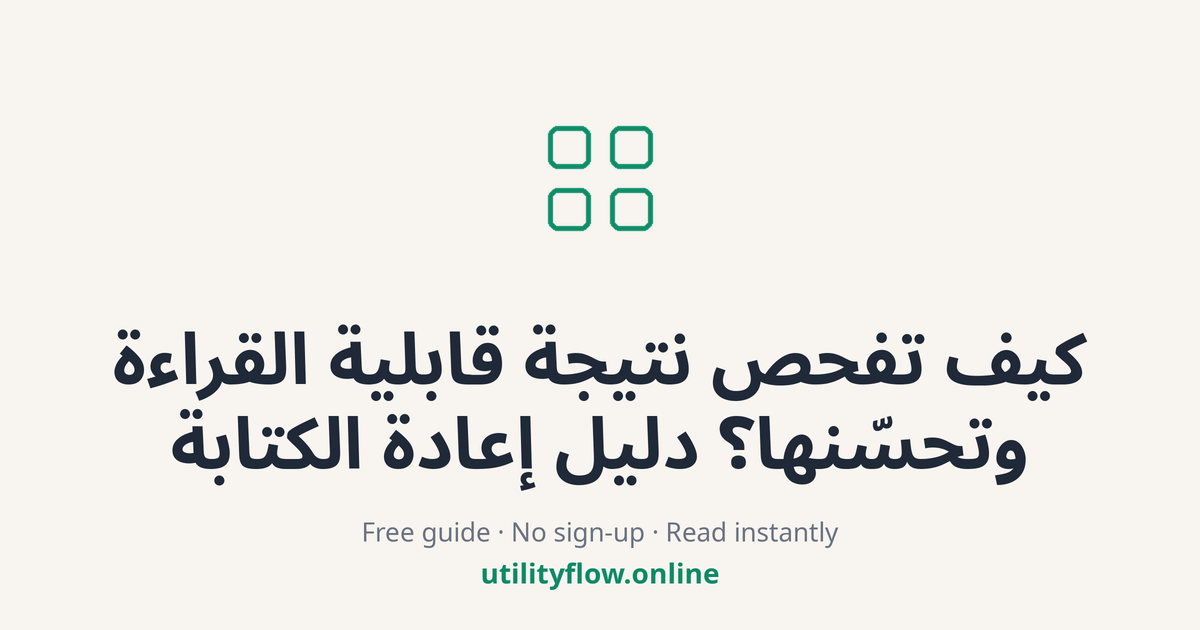 كيف تفحص نتيجة قابلية القراءة
وتحسّنها؟ دليل إعادة الكتابة
Free guide · No sign-up · Read instantly
utilityflow.online